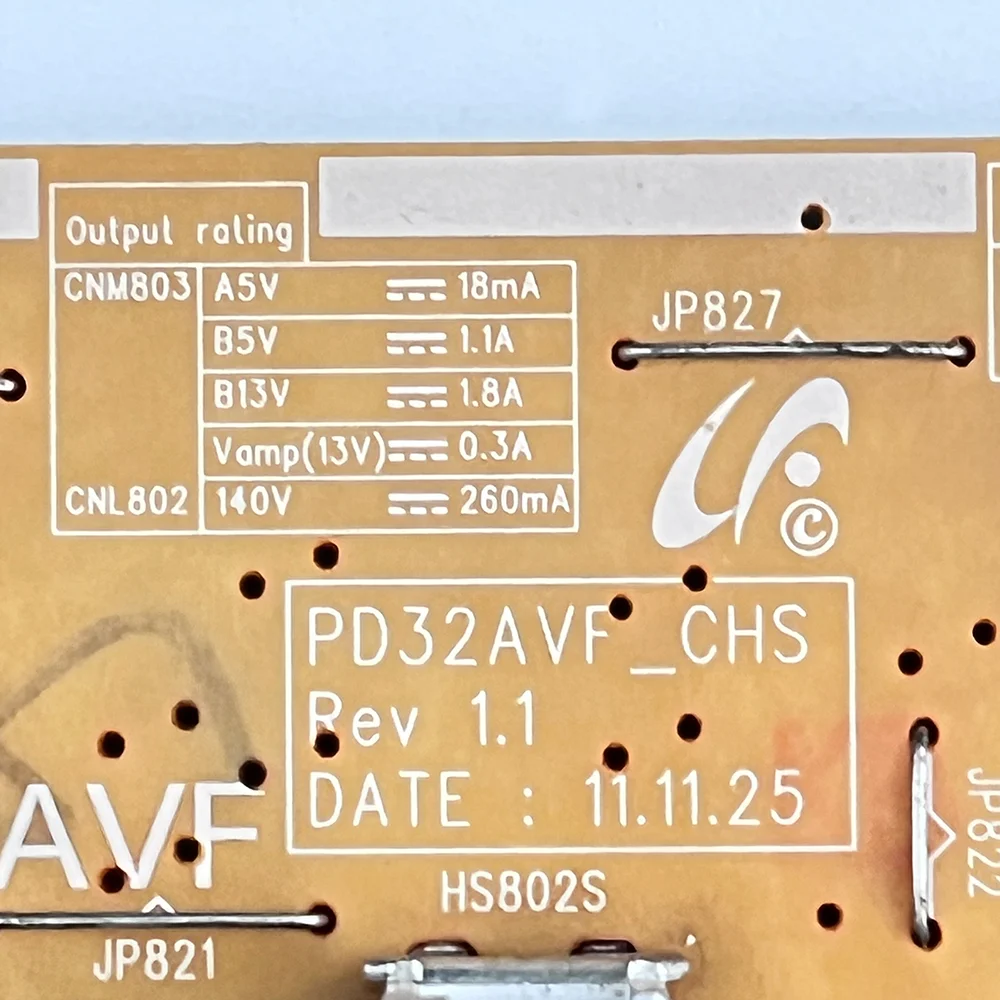 Output rating
CNM803 A5V ⎓ 18mA
B5V ⎓ 1.1A
B13V ⎓ 1.8A
Vamp(13V) ⎓ 0.3A
CNL802 140V ⎓ 260mA
JP827
©
PD32AVF_CHS
Rev 1.1
DATE : 11.11.25
AVF
JP822
HS802S
JP821